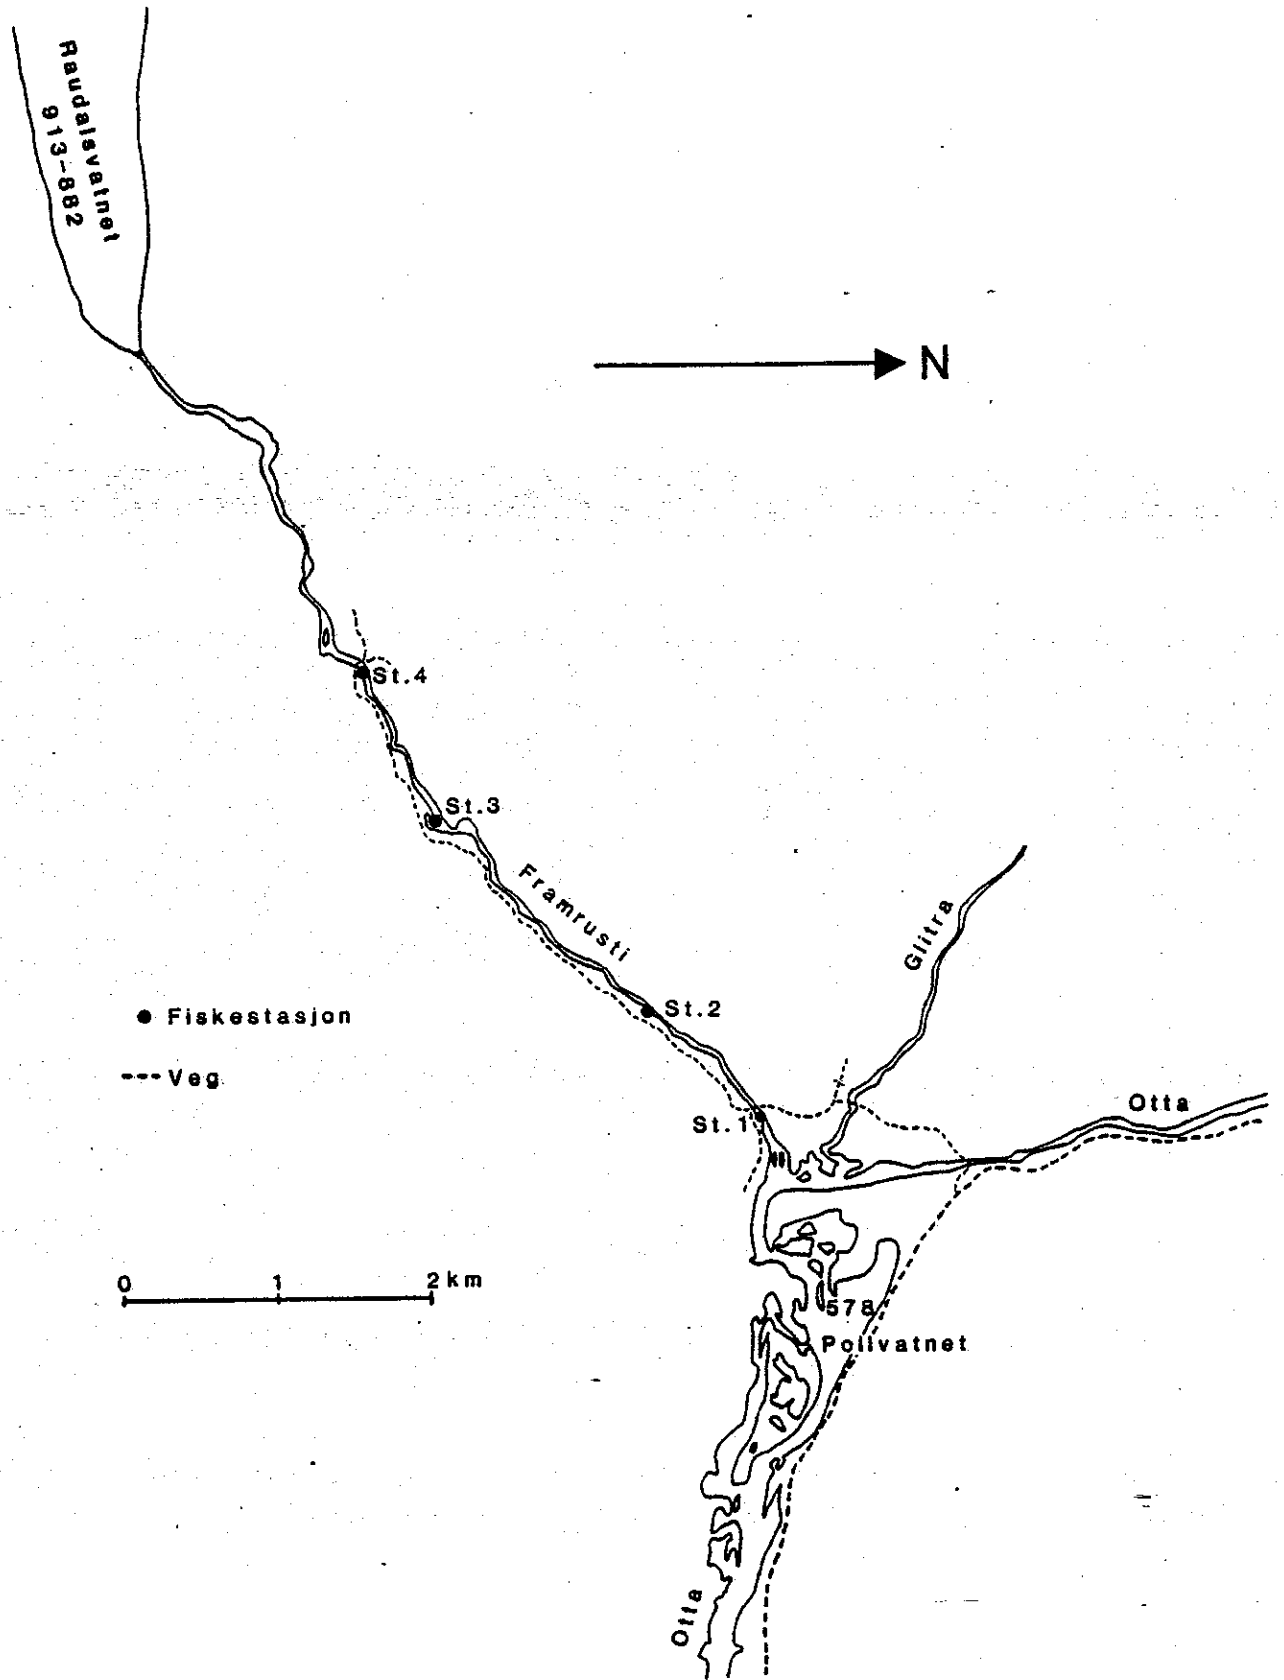 Raudalsvatnet
913-882
N
St.4
St.3
Framrusti
Glitra
St.2
Fiskestasjon
Veg
Otta
St.1
0 1 2 km
578
Pollvatnet
Otta